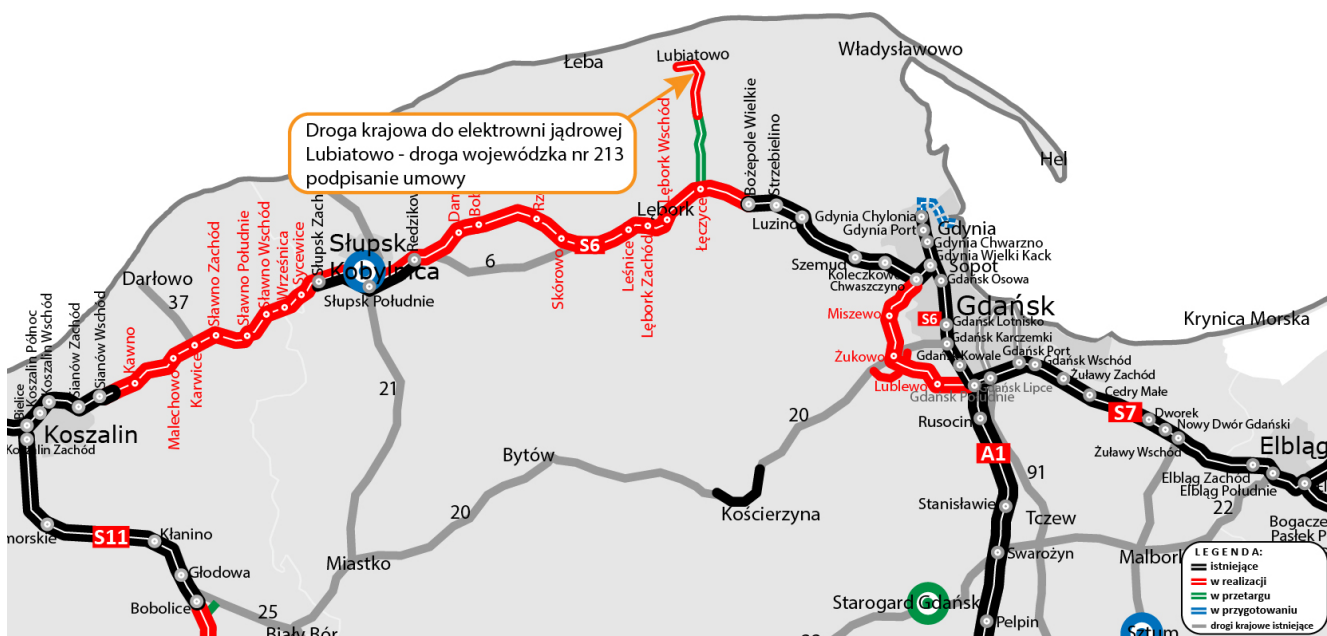 Władysławowo
Łeba
Lubiatowo
Droga krajowa do elektrowni jądrowej
Lubiatowo - droga wojewódzka nr 213
podpisanie umowy
Hel
Bożepole Wielkie
Strzebielino
Luzino
Lębork Wschód
Łęczyce
Lębork
Lębork Zachód
Leśnice
S6
Skórowo
6
Redzikowo
Słupsk
Kobylnica
Słupsk Południe
Sycewice
Wrześnica
Sławno Wschód
Sławno Południe
Sławno Zachód
Darłowo
37
Karwice
Malechowo
Kawno
Sianów Wschód
Sianów Zachód
Koszalin Wschód
Koszalin Północ
Bielice
Koszalin
Koszalin Zachód
Gdynia Chylonia
Gdynia Port
Gdynia
Gdynia Chwarzno
Gdynia Wielki Kack
Sopot
Szemud
Koleczkowo
Chwaszczyno
Gdańsk Osowa
Gdańsk
Miszewo
S6
Gdańsk Lotnisko
Gdańsk Karczemki
Żukowo
Gdańsk Kowale
Gdańsk Port
Gdańsk Wschód
Żuławy Zachód
Cedry Małe
Lublewo
Gdańsk Lipce
Gdańsk Południe
Krynica Morska
S7
Dworek
Nowy Dwór Gdański
Żuławy Wschód
Elbląg
Elbląg Zachód
Elbląg Południe
22
Rusocin
A1
91
Stanisławie
Tczew
Swarożyn
Malbork
Starogard Gdański
Pelpin
Sztum
20
21
Bytów
20
Kościerzyna
Miastko
25
Biały Bór
S11
Kłanino
Głodowa
Bobolice
LEGENDA:
istniejące
w realizacji
w przetargu
w przygotowaniu
drogi krajowe istniejące